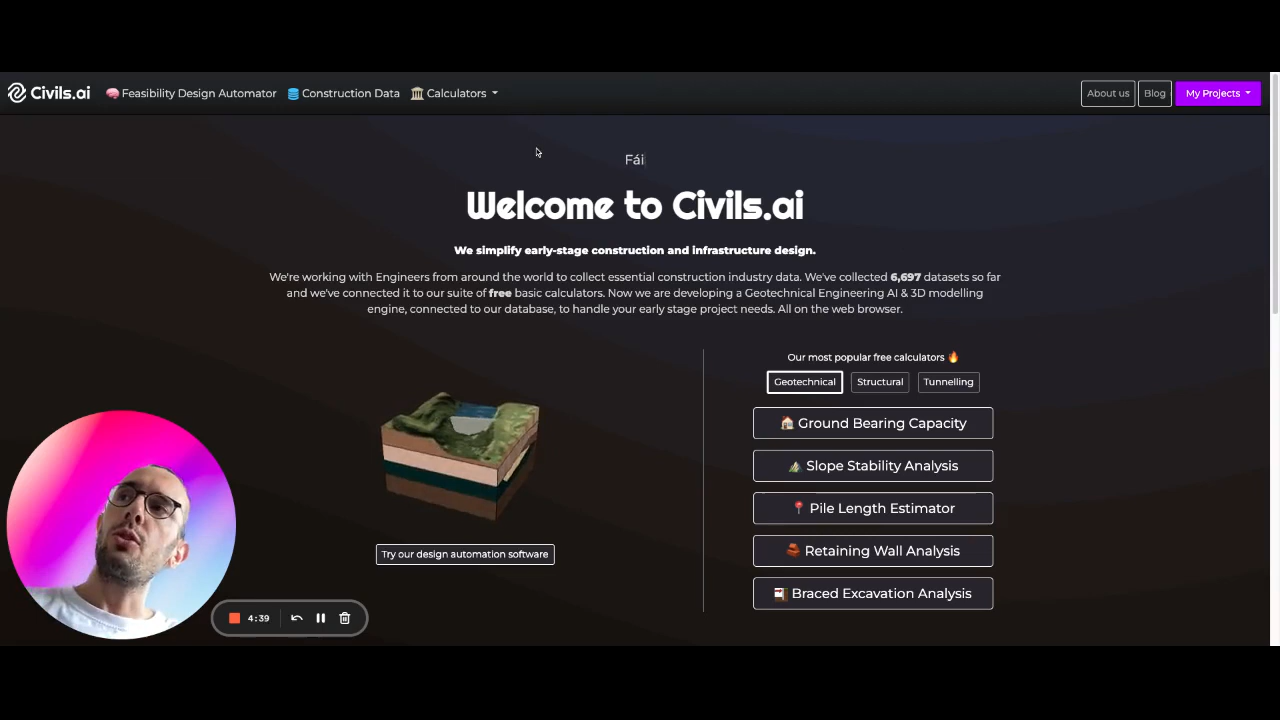 Civils.ai
Feasibility Design Automator
Construction Data
Calculators
About us
Blog
My Projects
Fái
Welcome to Civils.ai
We simplify early-stage construction and infrastructure design.
We're working with Engineers from around the world to collect essential construction industry data. We've collected 6,697 datasets so far
and we've connected it to our suite of free basic calculators. Now we are developing a Geotechnical Engineering AI & 3D modelling
engine, connected to our database, to handle your early stage project needs. All on the web browser.
Our most popular free calculators 🔥
Geotechnical
Structural
Tunnelling
Ground Bearing Capacity
Slope Stability Analysis
Pile Length Estimator
Retaining Wall Analysis
Braced Excavation Analysis
Try our design automation software
4:39